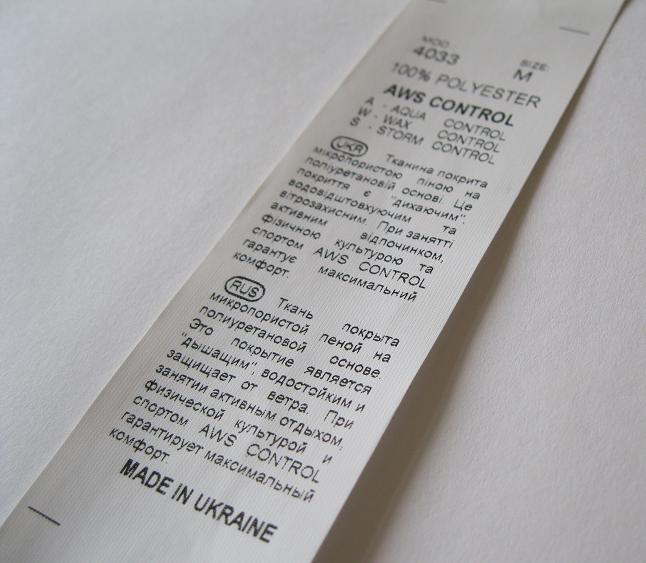 MOD.
4033
SIZE:
M
100% POLYESTER
AWS CONTROL
A - AQUA CONTROL
W - WAX CONTROL
S - STORM CONTROL
UKR Тканина покрита
мікропористою піною на
поліуретановій основі. Це
покриття є "дихаючим".
водовідштовхуючим та
вітрозахисним. При занятті
активним відпочинком,
фізичною культурою та
спортом AWS CONTROL
гарантує максимальний
комфорт.
RUS Ткань покрыта
микропористой пеной на
полиуретановой основе.
Это покрытие является
"дышащим", водостойким и
защищает от ветра. При
занятии активным отдыхом,
физической культурой и
спортом AWS CONTROL
гарантирует максимальный
комфорт.
MADE IN UKRAINE